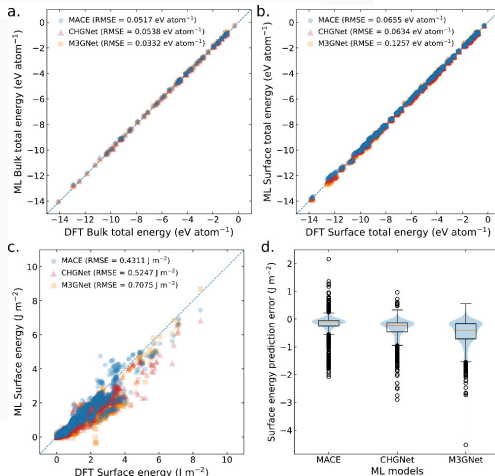 a.
MACE (RMSE = 0.0517 eV atom⁻¹)
CHGNet (RMSE = 0.0538 eV atom⁻¹)
M3GNet (RMSE = 0.0332 eV atom⁻¹)
ML Bulk total energy (eV atom⁻¹)
0
−2
−4
−6
−8
−10
−12
−14
−14 −12 −10 −8 −6 −4 −2 0
DFT Bulk total energy (eV atom⁻¹)
b.
MACE (RMSE = 0.0655 eV atom⁻¹)
CHGNet (RMSE = 0.0634 eV atom⁻¹)
M3GNet (RMSE = 0.1257 eV atom⁻¹)
ML Surface total energy (eV atom⁻¹)
0
−2
−4
−6
−8
−10
−12
−14
−14 −12 −10 −8 −6 −4 −2 0
DFT Surface total energy (eV atom⁻¹)
c.
MACE (RMSE = 0.4311 J m⁻²)
CHGNet (RMSE = 0.5247 J m⁻²)
M3GNet (RMSE = 0.7075 J m⁻²)
ML Surface energy (J m⁻²)
10
8
6
4
2
0
0 2 4 6 8 10
DFT Surface energy (J m⁻²)
d.
Surface energy prediction error (J m⁻²)
2
1
0
−1
−2
−3
−4
MACE CHGNet M3GNet
ML models